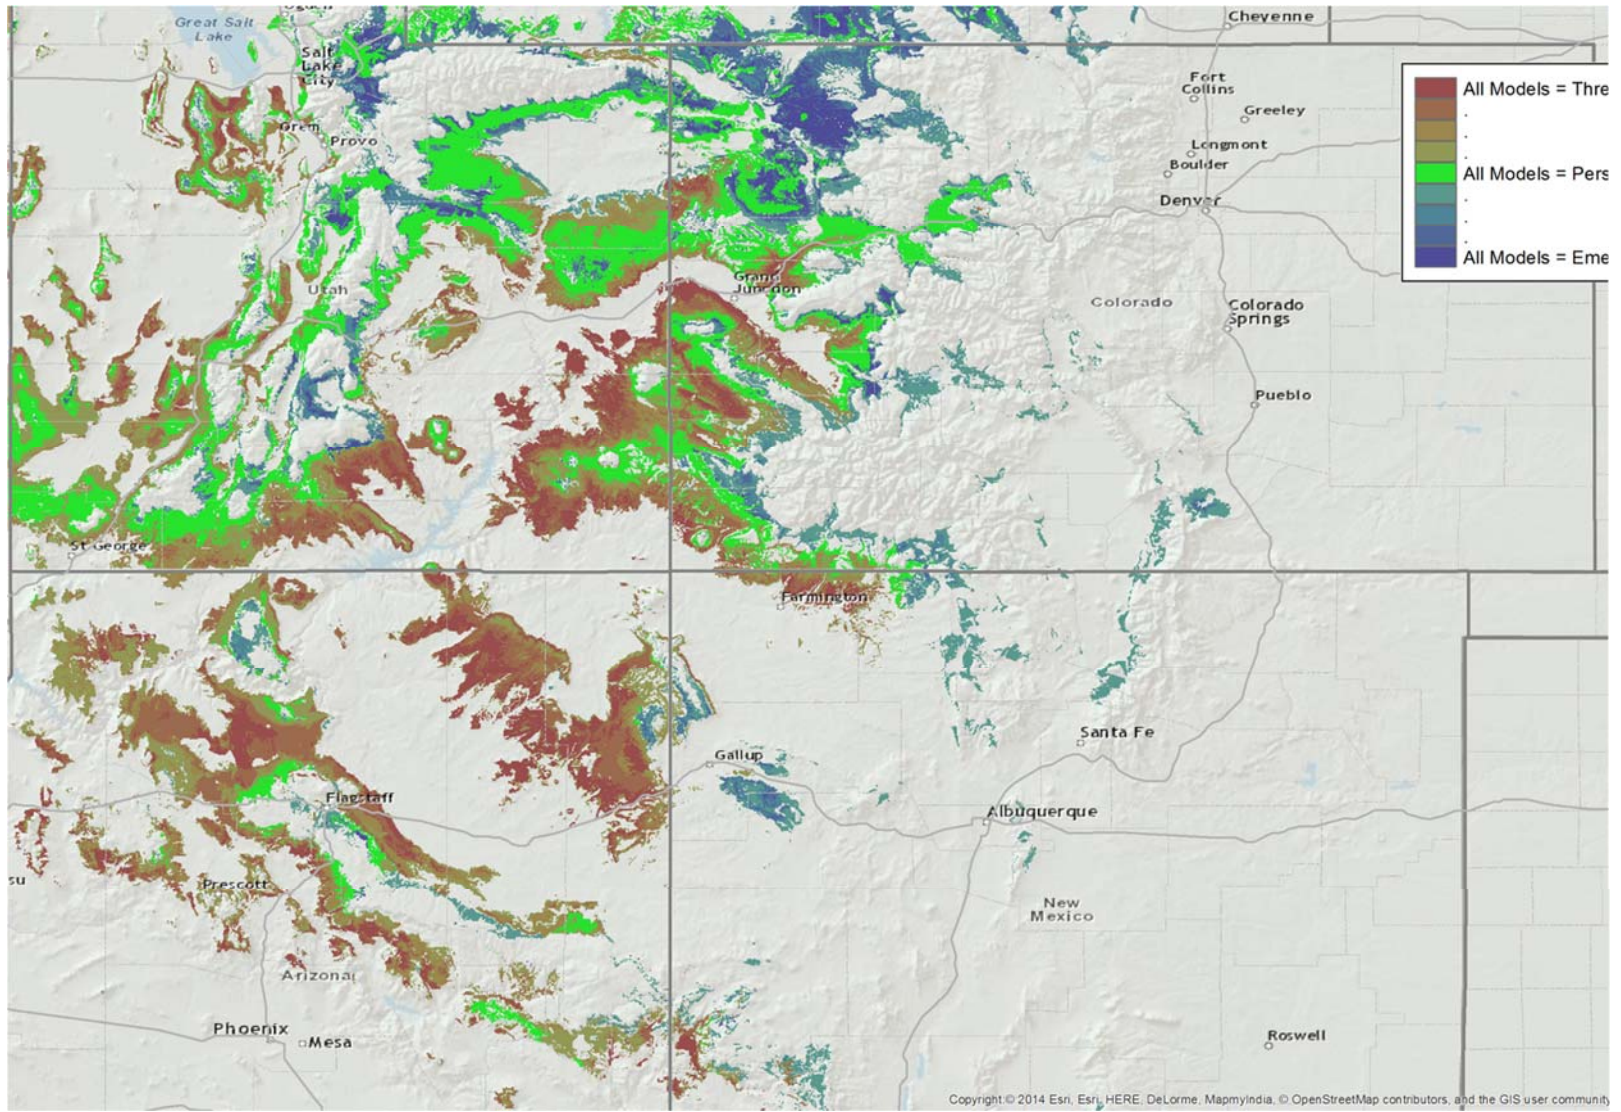 Ogden
Cheyenne
Great Salt
Lake
Salt
Lake
City
Fort
Collins
All Models = Thre
.
.
.
All Models = Pers
.
.
.
All Models = Eme
Greeley
Orem
Provo
Longmont
Boulder
Denver
Grand
Junction
Utah
Colorado
Colorado
Springs
Pueblo
St George
Farmington
Santa Fe
Gallup
Flagstaff
Albuquerque
su
Prescott
New
Mexico
Arizona
Phoenix
Mesa
Roswell
Copyright:© 2014 Esri, Esri, HERE, DeLorme, MapmyIndia, © OpenStreetMap contributors, and the GIS user community